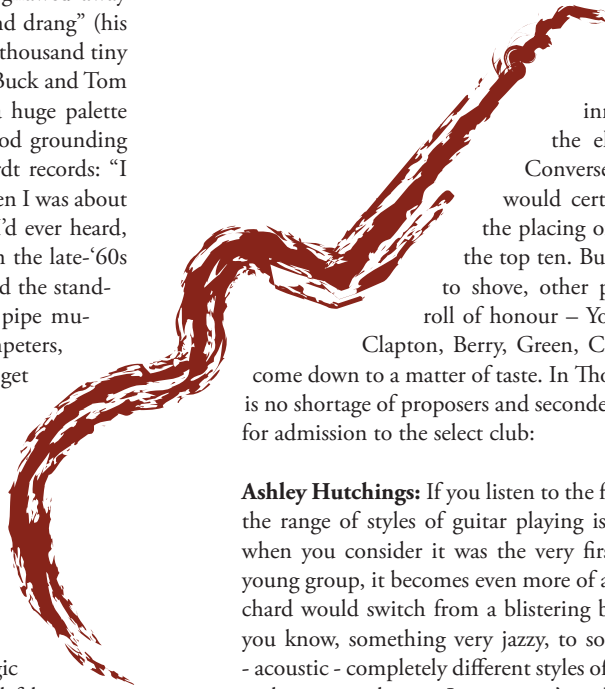 nd drang” (his
thousand tiny
Buck and Tom
huge palette
od grounding
rdt records: “I
en I was about
I’d ever heard,
n the late-‘60s
d the stand-
pipe mu-
mpeters,
get
gic
the el
Converse
would cert
the placing o
the top ten. Bu
to shove, other p
roll of honour – Yo
Clapton, Berry, Green, C
come down to a matter of taste. In Tho
is no shortage of proposers and seconde
for admission to the select club:
Ashley Hutchings: If you listen to the f
the range of styles of guitar playing is
when you consider it was the very firs
young group, it becomes even more of a
chard would switch from a blistering b
you know, something very jazzy, to so
- acoustic - completely different styles of